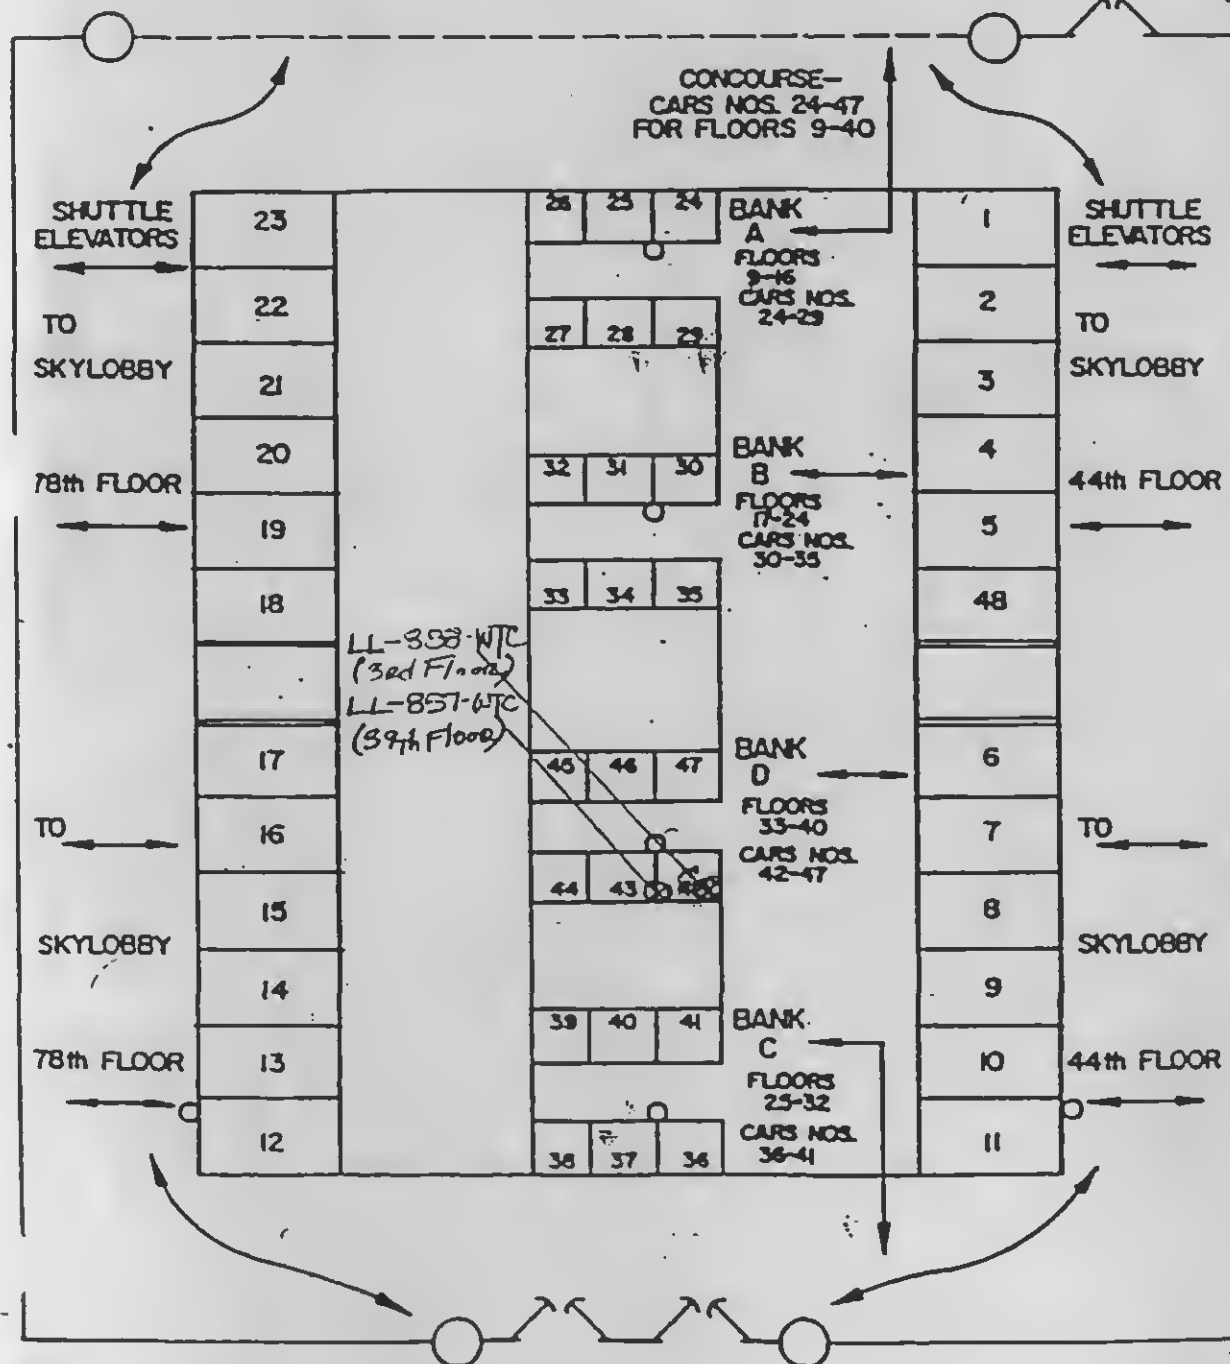 CONCOURSE-
CARS NOS. 24-47
FOR FLOORS 9-40
SHUTTLE
ELEVATORS
TO
SKYLOBBY
78th FLOOR
TO
SKYLOBBY
78th FLOOR
23
22
21
20
19
18
17
16
15
14
13
12
26 25 24
27 28 29
32 31 30
33 34 35
LL-858-WTC
(3rd Floor)
LL-857-WTC
(39th Floor)
45 46 47
44 43
39 40 41
38 37 36
BANK
A
FLOORS
9-16
CARS NOS.
24-29
BANK
B
FLOORS
17-24
CARS NOS.
30-35
BANK
D
FLOORS
33-40
CARS NOS.
42-47
BANK
C
FLOORS
25-32
CARS NOS.
36-41
1
2
3
4
5
48
6
7
8
9
10
11
SHUTTLE
ELEVATORS
TO
SKYLOBBY
44th FLOOR
TO
SKYLOBBY
44th FLOOR